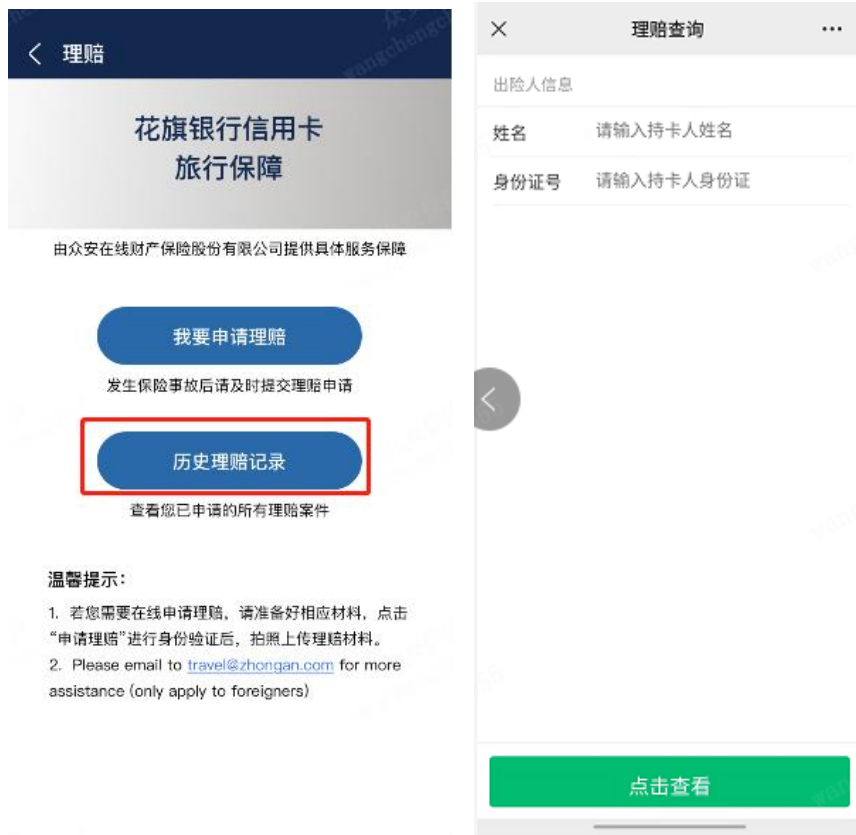 理赔
花旗银行信用卡
旅行保障
由众安在线财产保险股份有限公司提供具体服务保障
我要申请理赔
发生保险事故后请及时提交理赔申请
历史理赔记录
查看您已申请的所有理赔案件
温馨提示：
1. 若您需要在线申请理赔，请准备好相应材料，点击
“申请理赔”进行身份验证后，拍照上传理赔材料。
2. Please email to travel@zhongan.com for more
assistance (only apply to foreigners)
理赔查询
出险人信息
姓名 请输入持卡人姓名
身份证号 请输入持卡人身份证
点击查看